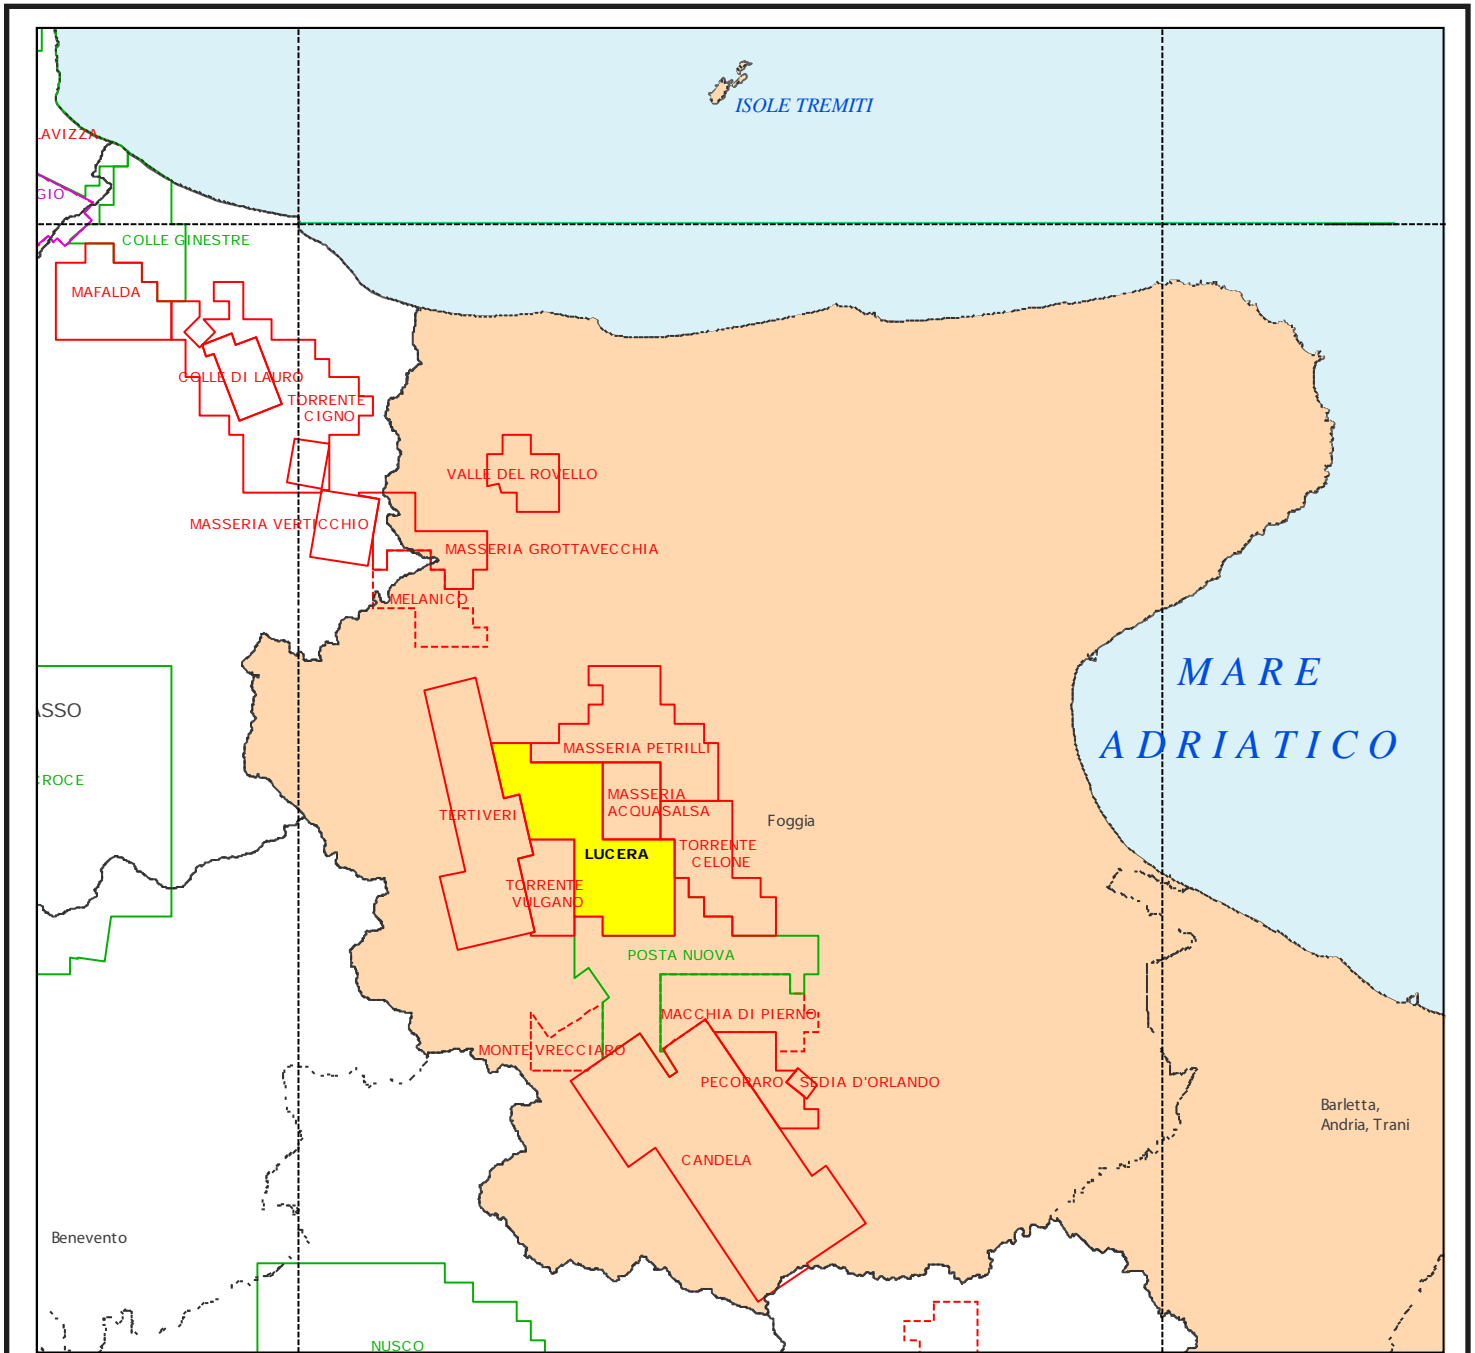 ISOLE TREMITI
LAVIZZA
GIO
COLLE GINESTRE
MAFALDA
COLLE DI LAURO
TORRENTE
CIGNO
VALLE DEL ROVELLO
MASSERIA VERTICCHIO
MASSERIA GROTTAVECCHIA
MELANICO
MARE
ADRIATICO
ASSO
CROCE
MASSERIA PETRILLI
MASSERIA
ACQUASALSA
TERTIVERI
Foggia
LUCERA
TORRENTE
CELONE
TORRENTE
VULGANO
POSTA NUOVA
MACCHIA DI PIERNO
MONTE VRECCIARO
PECORARO
SEDIA D'ORLANDO
Barletta,
Andria, Trani
CANDELA
Benevento
NUSCO